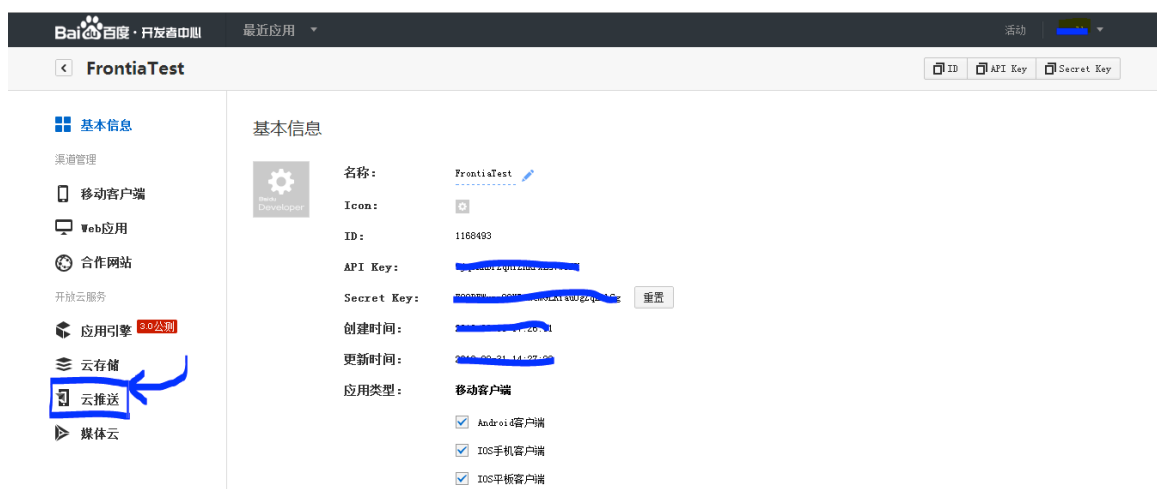 Bai百度·开发者中心 最近应用 活动
FrontiaTest ID API Key Secret Key
基本信息
渠道管理
移动客户端
Web应用
合作网站
开放云服务
应用引擎 3.0公测
云存储
云推送
媒体云
基本信息
Baidu
Developer
名称: FrontiaTest
Icon:
ID: 1168493
API Key:
Secret Key: 重置
创建时间:
更新时间:
应用类型: 移动客户端
Android客户端
IOS手机客户端
IOS平板客户端